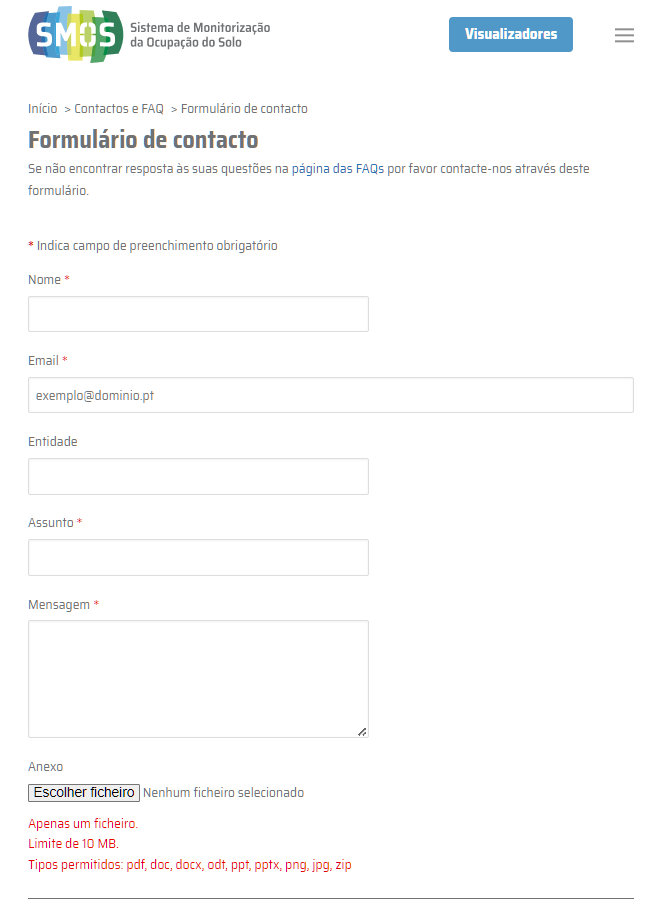 SMOS
Sistema de Monitorização
da Ocupação do Solo
Visualizadores
Início > Contactos e FAQ > Formulário de contacto
Formulário de contacto
Se não encontrar resposta às suas questões na página das FAQs por favor contacte-nos através deste
formulário.
* Indica campo de preenchimento obrigatório
Nome *
Email *
exemplo@dominio.pt
Entidade
Assunto *
Mensagem *
Anexo
Escolher ficheiro Nenhum ficheiro selecionado
Apenas um ficheiro.
Limite de 10 MB.
Tipos permitidos: pdf, doc, docx, odt, ppt, pptx, png, jpg, zip